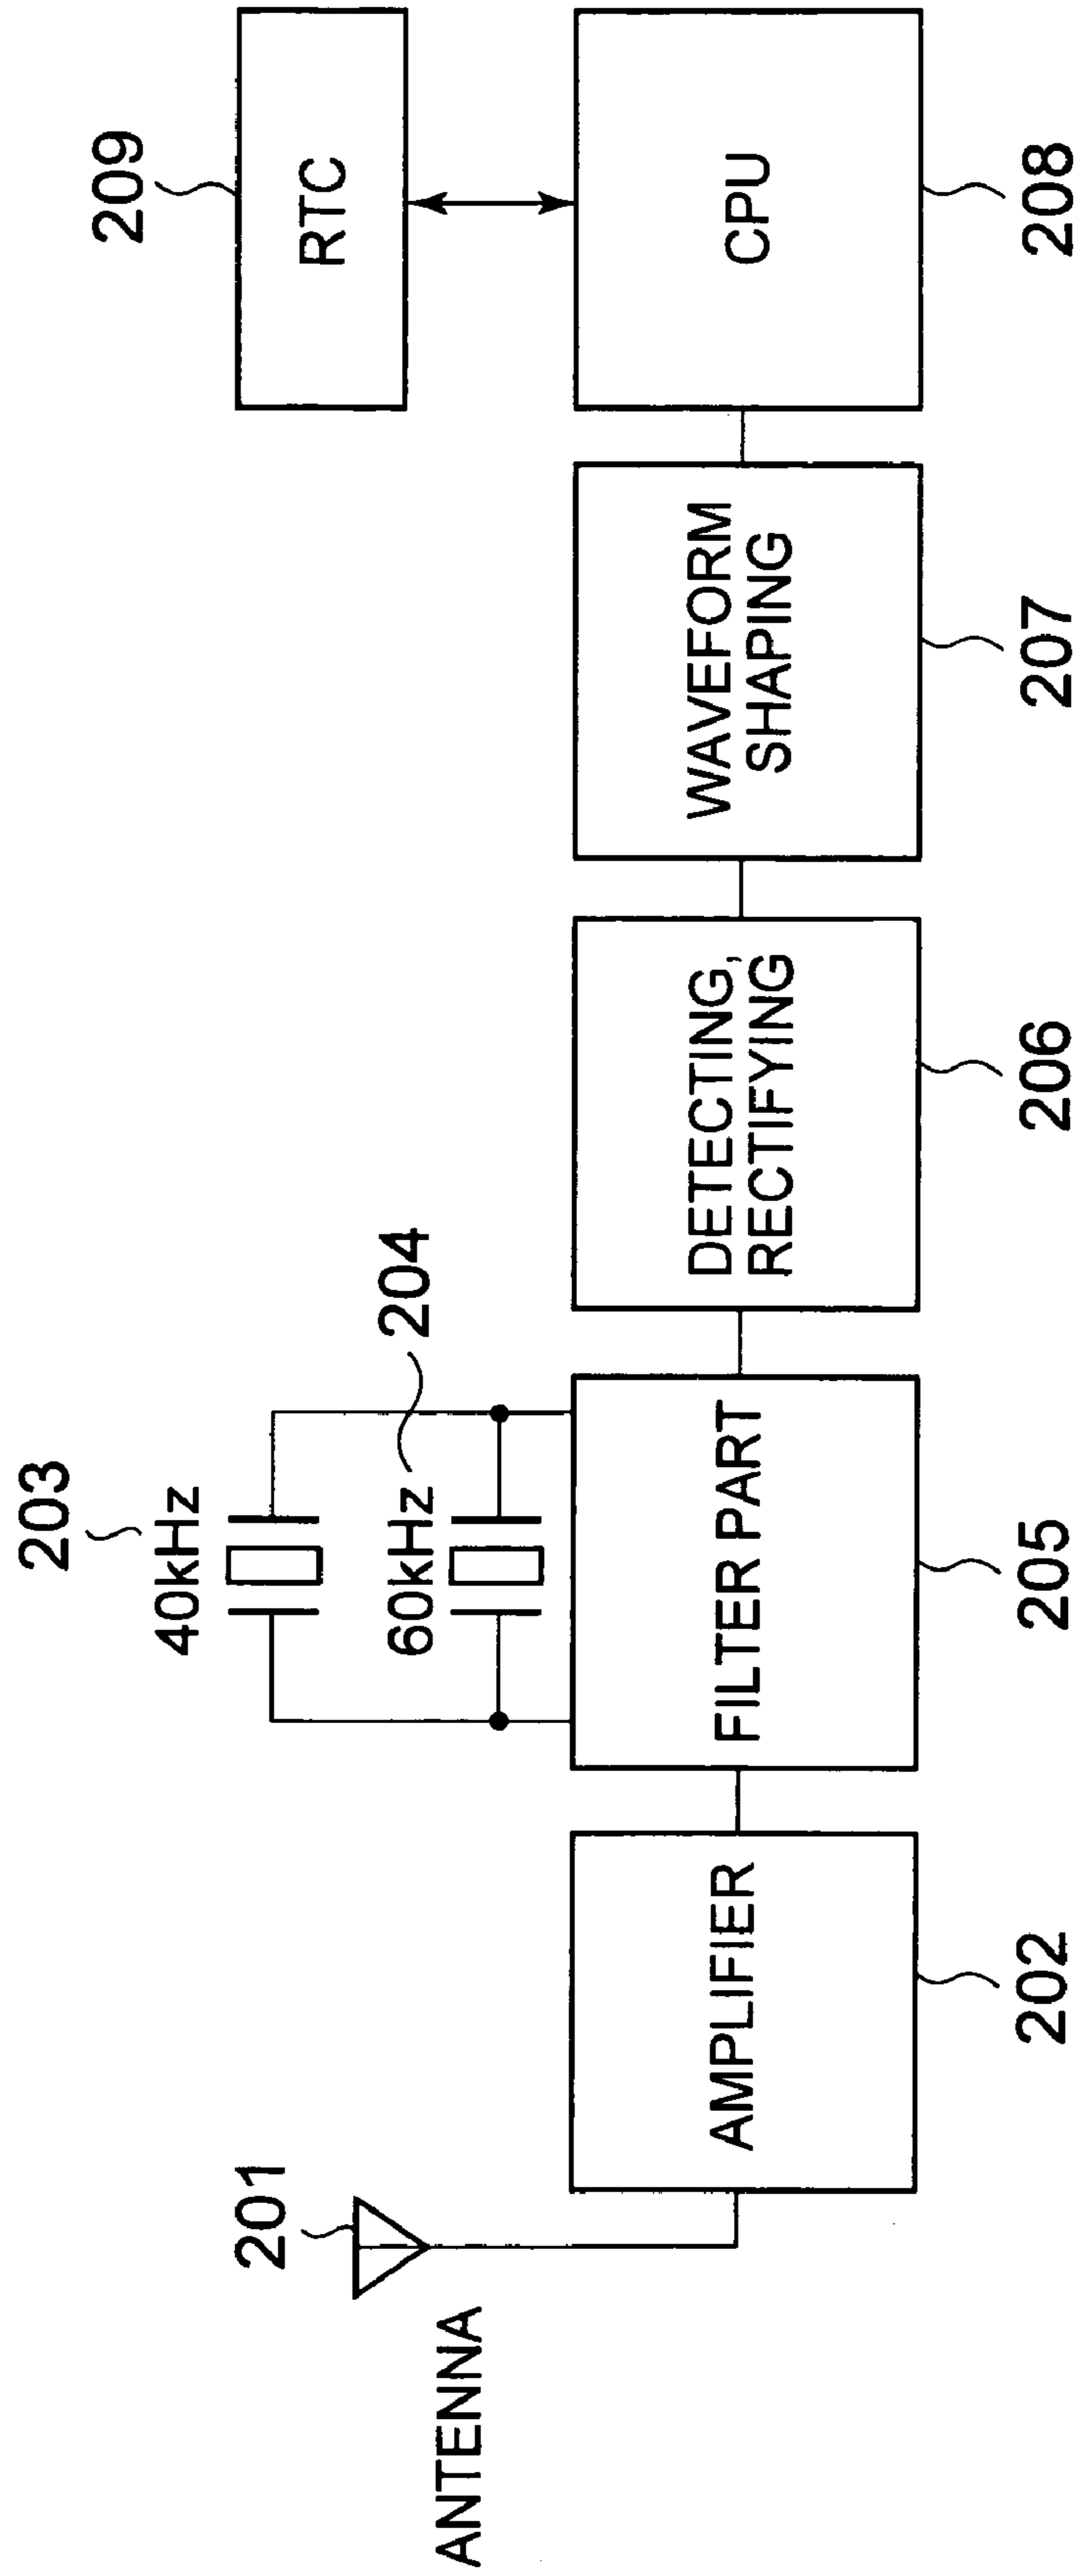 203
40kHz
209
204
60kHz
RTC
201
ANTENNA
AMPLIFIER
FILTER PART
DETECTING,
RECTIFYING
WAVEFORM
SHAPING
CPU
202
205
206
207
208